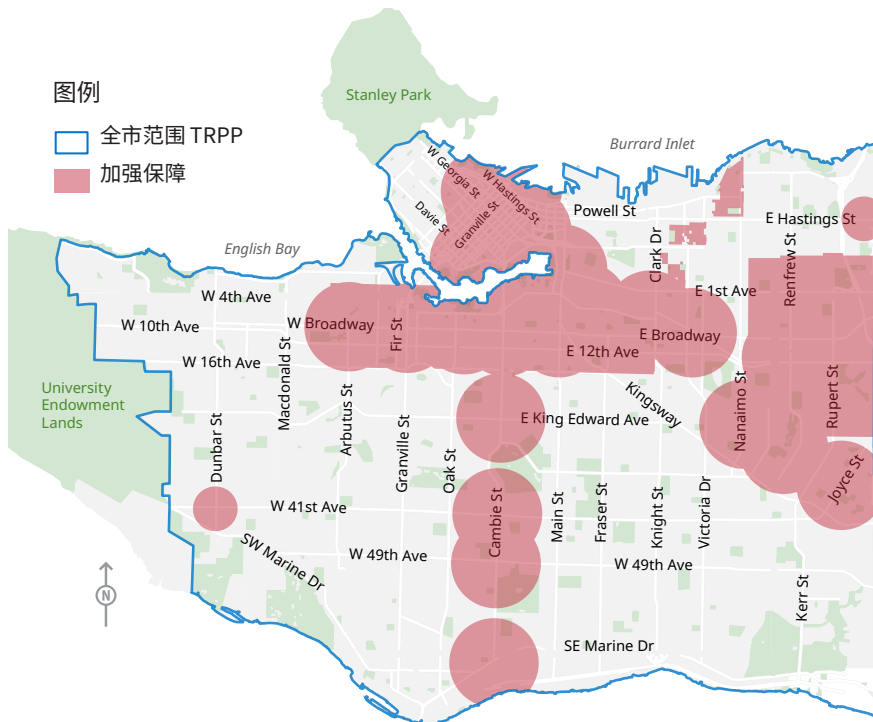 图例
全市范围 TRPP
加强保障
Stanley Park
Burrard Inlet
English Bay
W Georgia St
W Hastings St
Davie St
Granville St
Powell St
E Hastings St
Clark Dr
Renfrew St
E 1st Ave
W 4th Ave
W 10th Ave
W Broadway
Fir St
E Broadway
E 12th Ave
W 16th Ave
Macdonald St
University
Endowment
Lands
Dunbar St
Arbutus St
Granville St
Oak St
E King Edward Ave
Kingsway
Nanaimo St
Rupert St
Joyce St
W 41st Ave
Cambie St
Main St
Fraser St
Knight St
Victoria Dr
SW Marine Dr
W 49th Ave
W 49th Ave
Kerr St
N
SE Marine Dr